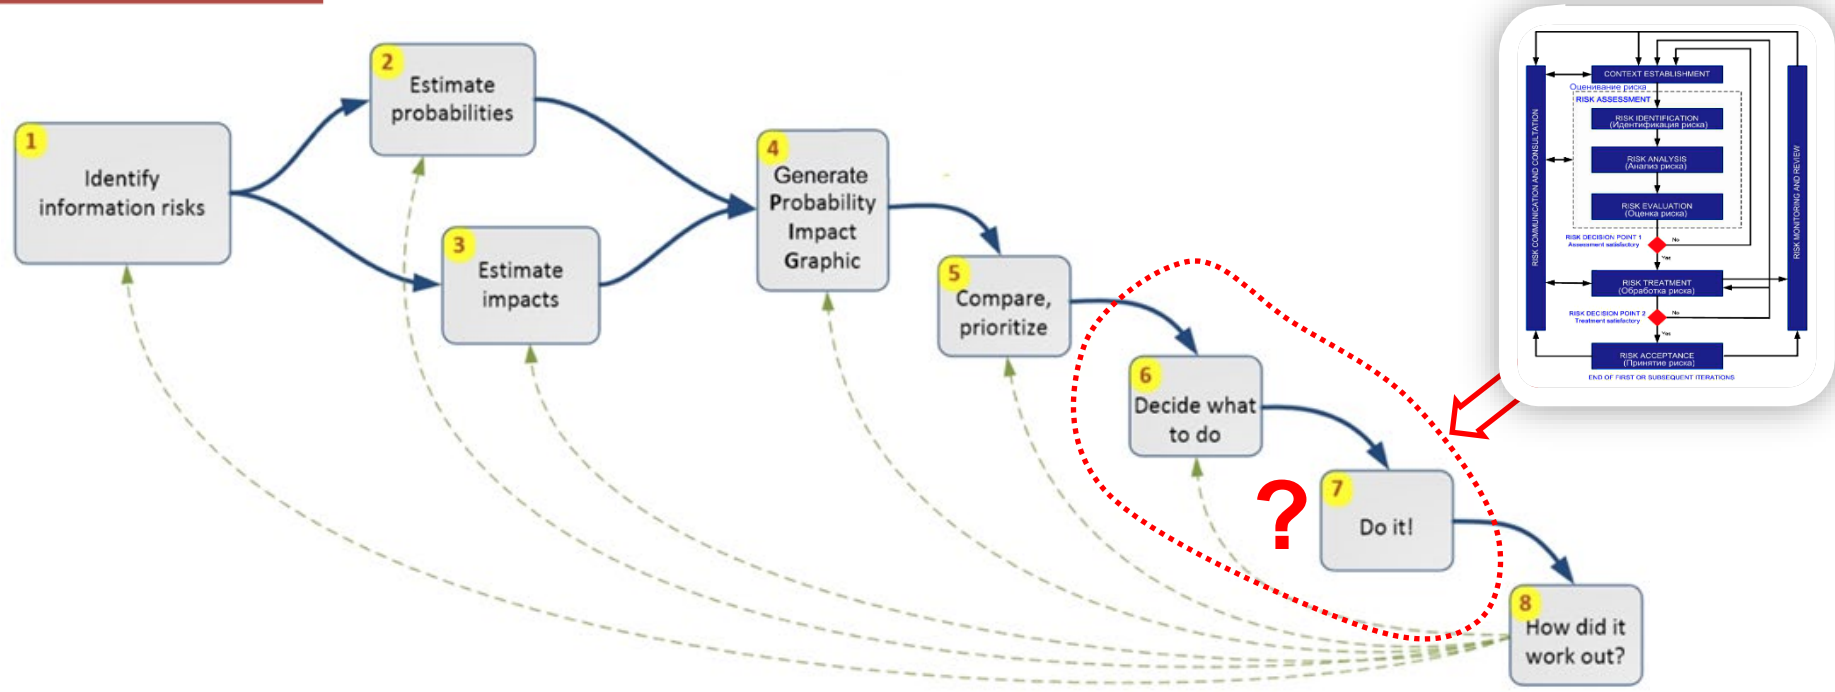 1
Identify
information risks
2
Estimate
probabilities
3
Estimate
impacts
4
Generate
Probability
Impact
Graphic
5
Compare,
prioritize
6
Decide what
to do
?
7
Do it!
8
How did it
work out?
CONTEXT ESTABLISHMENT
Оценивание риска
RISK ASSESSMENT
RISK IDENTIFICATION
(Идентификация риска)
RISK ANALYSIS
(Анализ риска)
RISK EVALUATION
(Оценка риска)
RISK DECISION POINT 1
Assessment satisfactory
No
Yes
RISK TREATMENT
(Обработка риска)
RISK DECISION POINT 2
Treatment satisfactory
No
Yes
RISK ACCEPTANCE
(Принятие риска)
END OF FIRST OR SUBSEQUENT ITERATIONS
RISK COMMUNICATION AND CONSULTATION
RISK MONITORING AND REVIEW